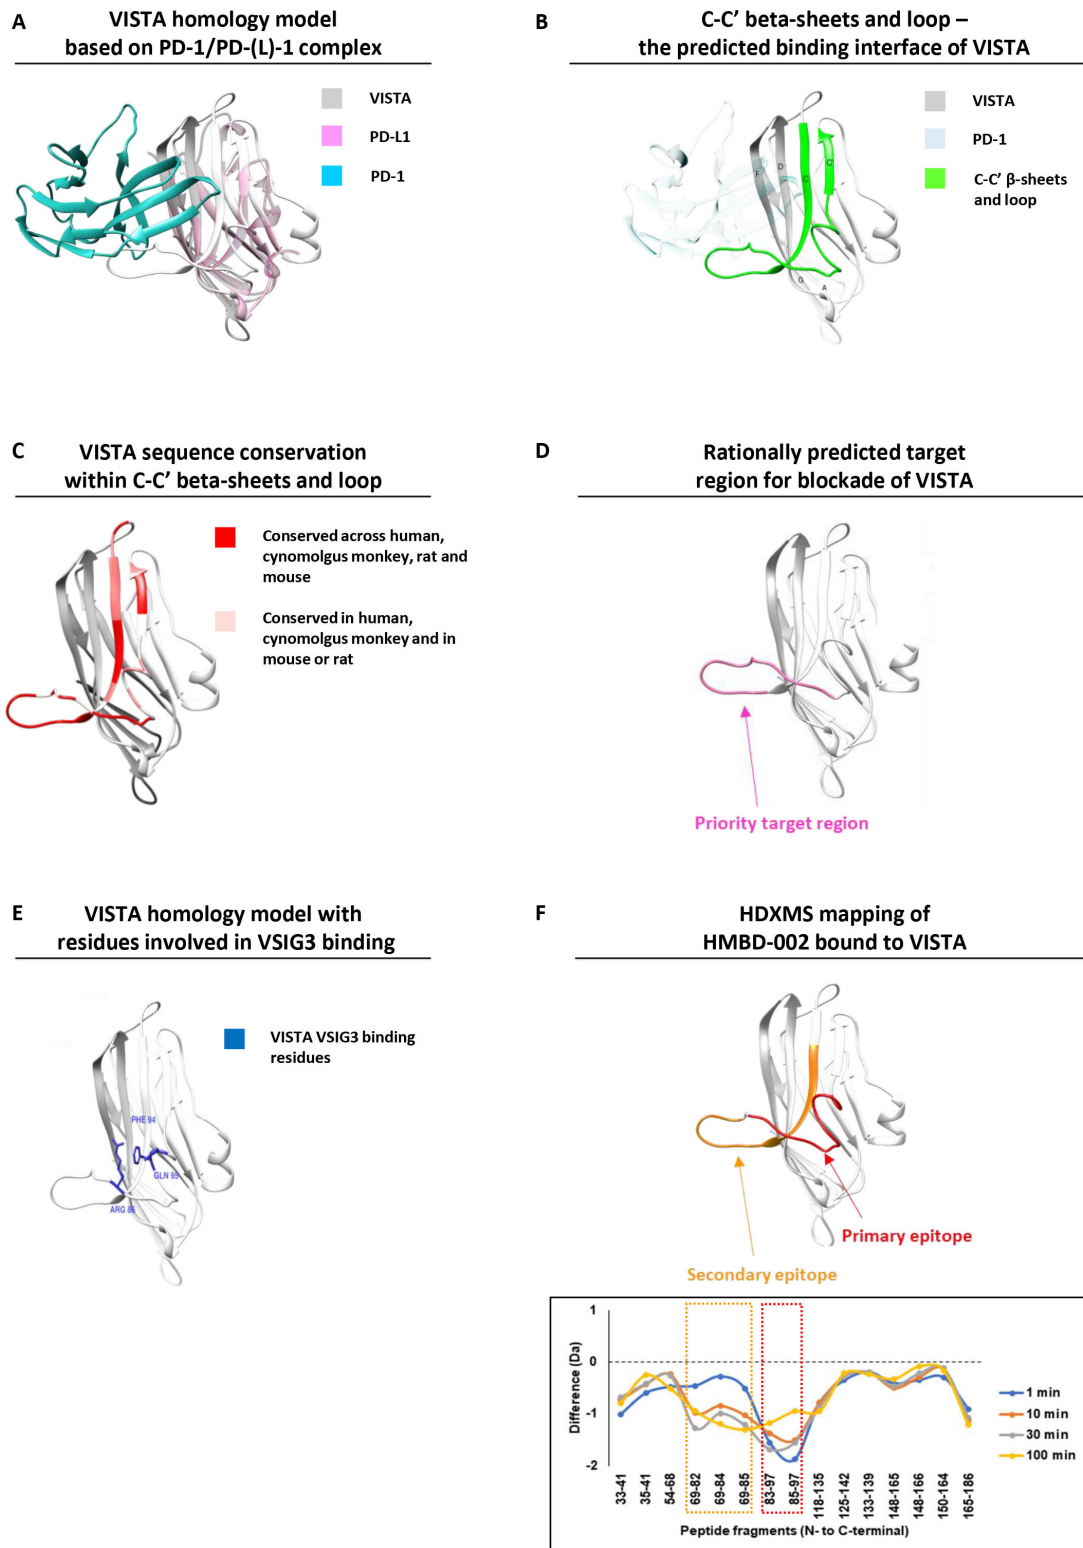 A
VISTA homology model
based on PD-1/PD-(L)-1 complex
VISTA
PD-L1
PD-1
B
C-C’ beta-sheets and loop –
the predicted binding interface of VISTA
VISTA
PD-1
C-C’ β-sheets
and loop
F
D
C
C'
G
A
C
VISTA sequence conservation
within C-C’ beta-sheets and loop
Conserved across human,
cynomolgus monkey, rat and
mouse
Conserved in human,
cynomolgus monkey and in
mouse or rat
D
Rationally predicted target
region for blockade of VISTA
Priority target region
E
VISTA homology model with
residues involved in VSIG3 binding
VISTA VSIG3 binding
residues
PHE 94
GLN 95
ARG 86
F
HDXMS mapping of
HMBD-002 bound to VISTA
Primary epitope
Secondary epitope
Difference (Da)
1
0
-1
-2
33-41
35-41
54-68
69-82
69-84
69-85
83-97
85-97
118-135
125-142
133-139
148-165
148-166
150-164
165-186
Peptide fragments (N- to C-terminal)
1 min
10 min
30 min
100 min